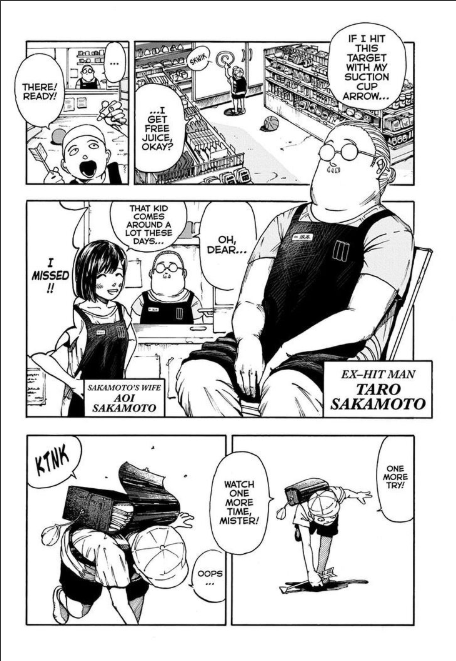 IF I HIT
THIS
TARGET
WITH MY
SUCTION
CUP
ARROW...
SKWIK
...I
GET
FREE
JUICE,
OKAY?
...
THERE!
READY!
EX-HIT MAN
TARO
SAKAMOTO
OH,
DEAR...
THAT KID
COMES
AROUND A
LOT THESE
DAYS...
SAKAMOTO'S WIFE
AOI
SAKAMOTO
I
MISSED
!!
ONE
MORE
TRY!
WATCH
ONE
MORE
TIME,
MISTER!
KTNK
OOPS
...